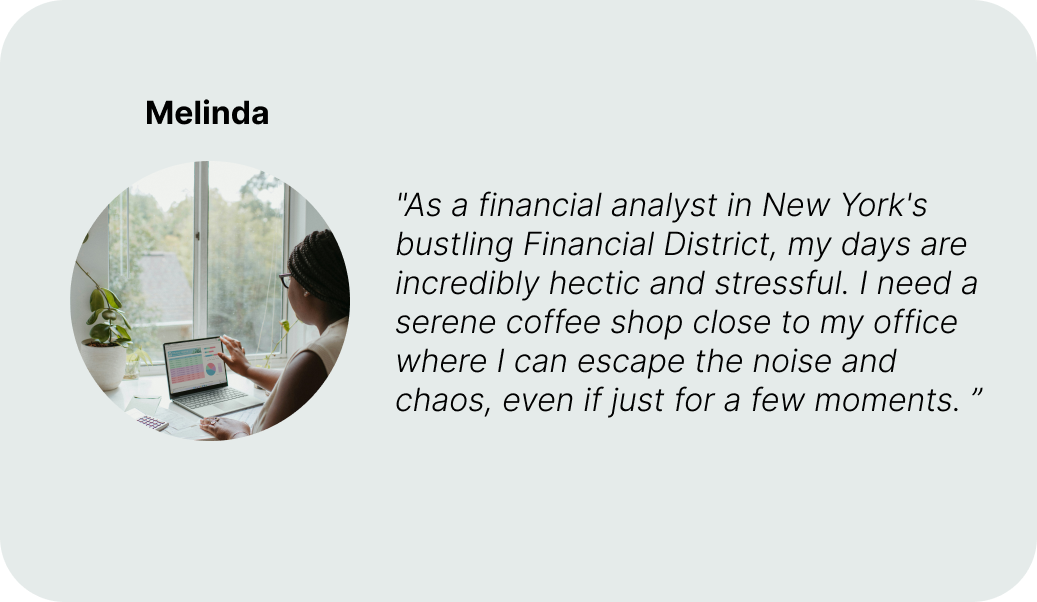 Melinda
"As a financial analyst in New York's
bustling Financial District, my days are
incredibly hectic and stressful. I need a
serene coffee shop close to my office
where I can escape the noise and
chaos, even if just for a few moments. ”